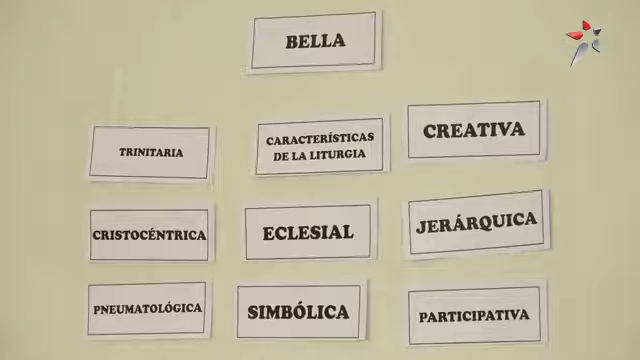 BELLA
TRINITARIA
CARACTERÍSTICAS
DE LA LITURGIA
CREATIVA
CRISTOCÉNTRICA
ECLESIAL
JERÁRQUICA
PNEUMATOLÓGICA
SIMBÓLICA
PARTICIPATIVA